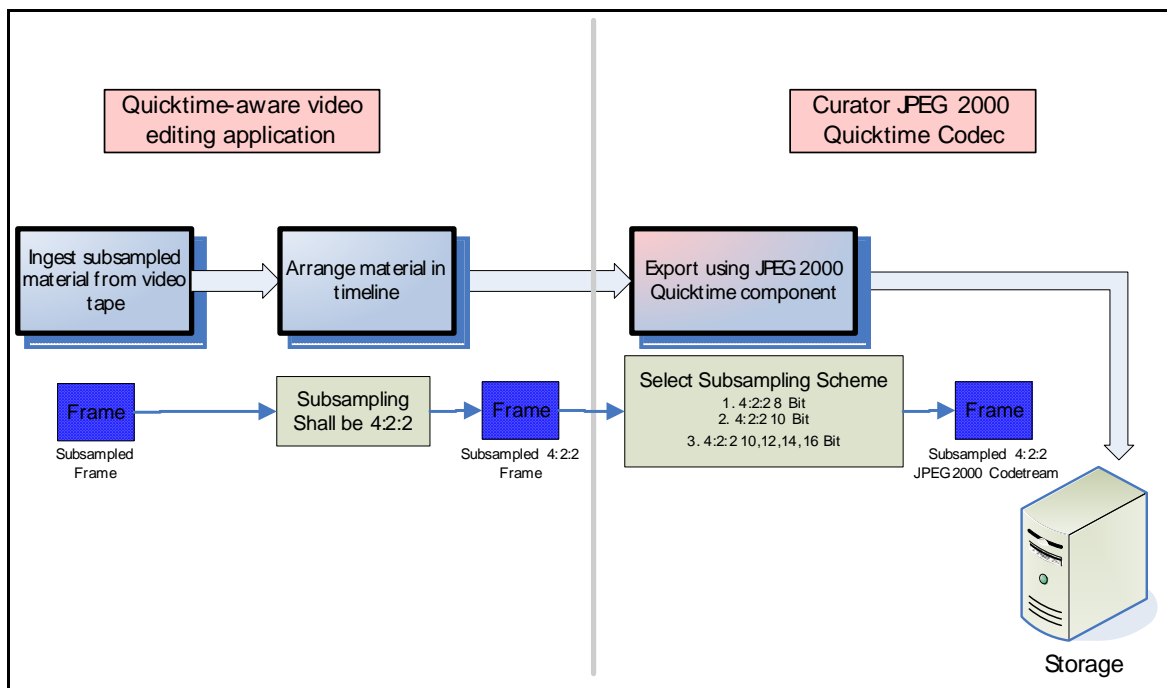 Quicktime-aware video
editing application
Curator JPEG 2000
Quicktime Codec
Ingest subsampled
material from video
tape
Arrange material in
timeline
Export using JPEG 2000
Quicktime component
Frame
Subsampled
Frame
Subsampling
Shall be 4:2:2
Frame
Subsampled 4:2:2
Frame
Select Subsampling Scheme
1. 4:2:2 8 Bit
2. 4:2:2 10 Bit
3. 4:2:2 10,12,14,16 Bit
Frame
Subsampled 4:2:2
JPEG2000 Codetream
Storage